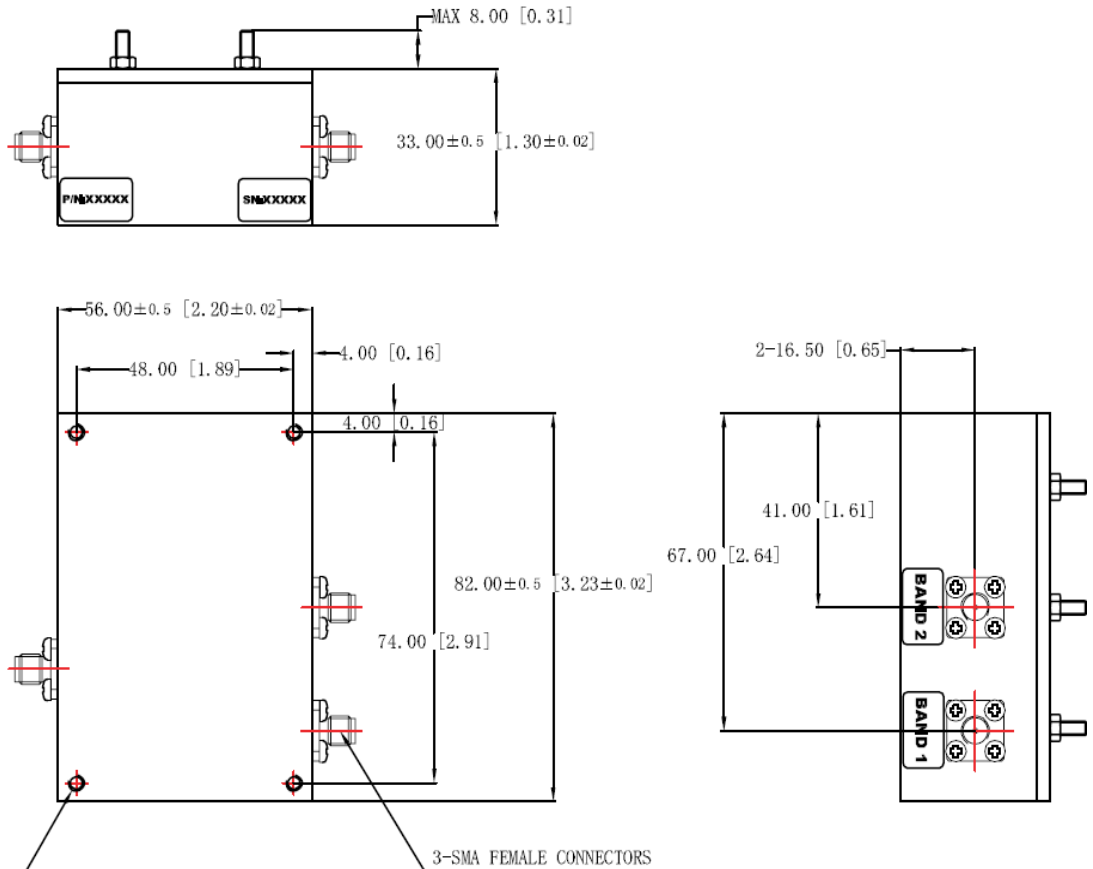 MAX 8.00 [0.31]
33.00±0.5 [1.30±0.02]
XXXXX
XXXXX
56.00±0.5 [2.20±0.02]
48.00 [1.89]
4.00 [0.16]
4.00 [0.16]
2-16.50 [0.65]
41.00 [1.61]
67.00 [2.64]
82.00±0.5 [3.23±0.02]
74.00 [2.91]
BAND 2
BAND 1
3-SMA FEMALE CONNECTORS